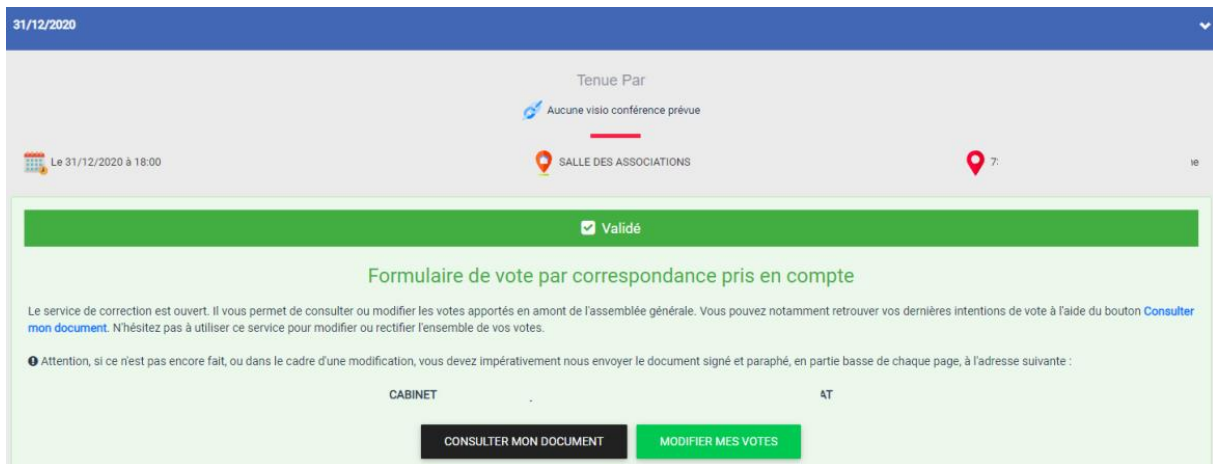 31/12/2020
Tenue Par
Aucune visio conférence prévue
Le 31/12/2020 à 18:00
SALLE DES ASSOCIATIONS
Validé
Formulaire de vote par correspondance pris en compte
Le service de correction est ouvert. Il vous permet de consulter ou modifier les votes apportés en amont de l'assemblée générale. Vous pouvez notamment retrouver vos dernières intentions de vote à l'aide du bouton Consulter
mon document. N'hésitez pas à utiliser ce service pour modifier ou rectifier l'ensemble de vos votes.
Attention, si ce n'est pas encore fait, ou dans le cadre d'une modification, vous devez impérativement nous envoyer le document signé et paraphé, en partie basse de chaque page, à l'adresse suivante :
CABINET
CONSULTER MON DOCUMENT
MODIFIER MES VOTES